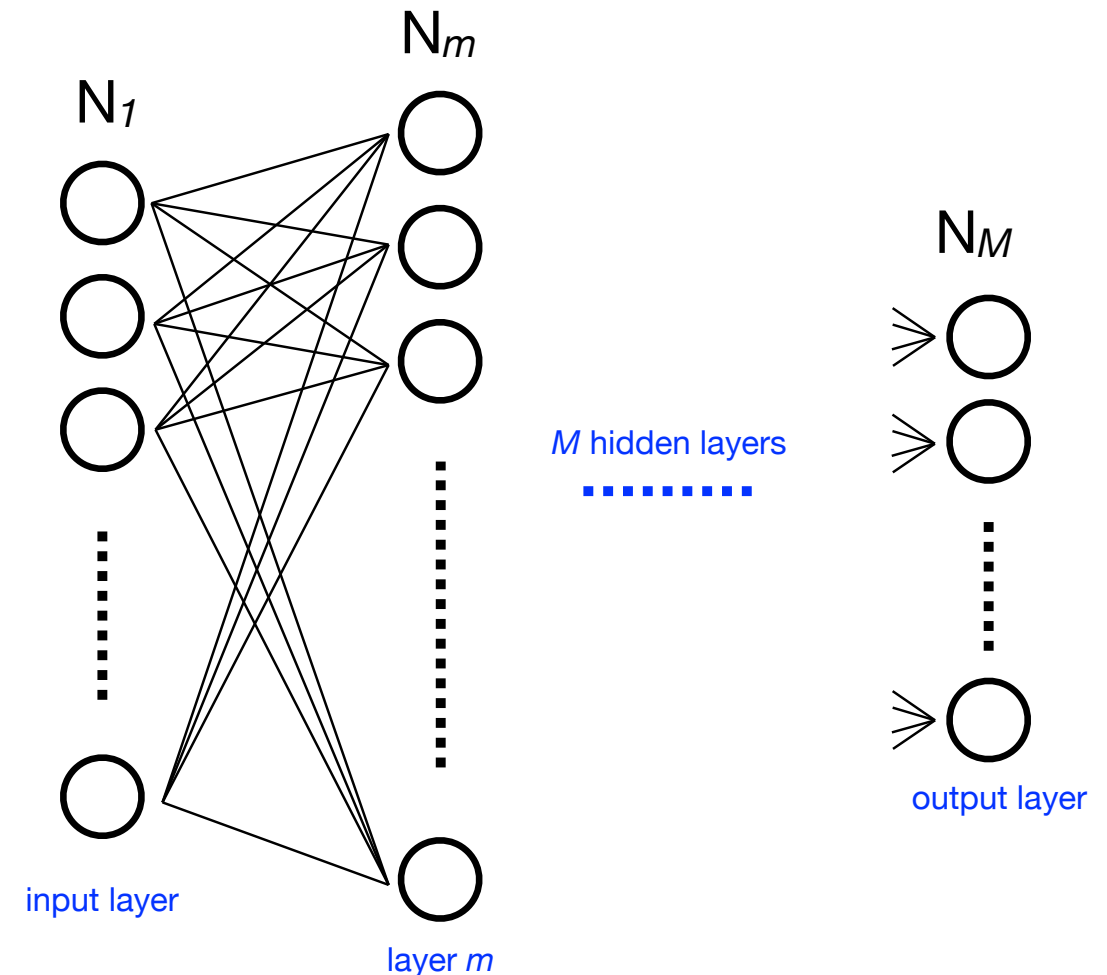 N1
Nm
NM
M hidden layers
input layer
layer m
output layer